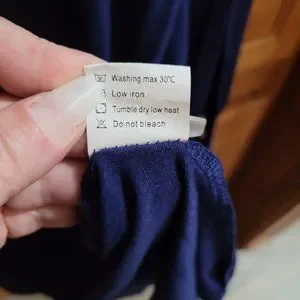 Washing max 30℃
Low iron
Tumble dry low heat
Do not bleach